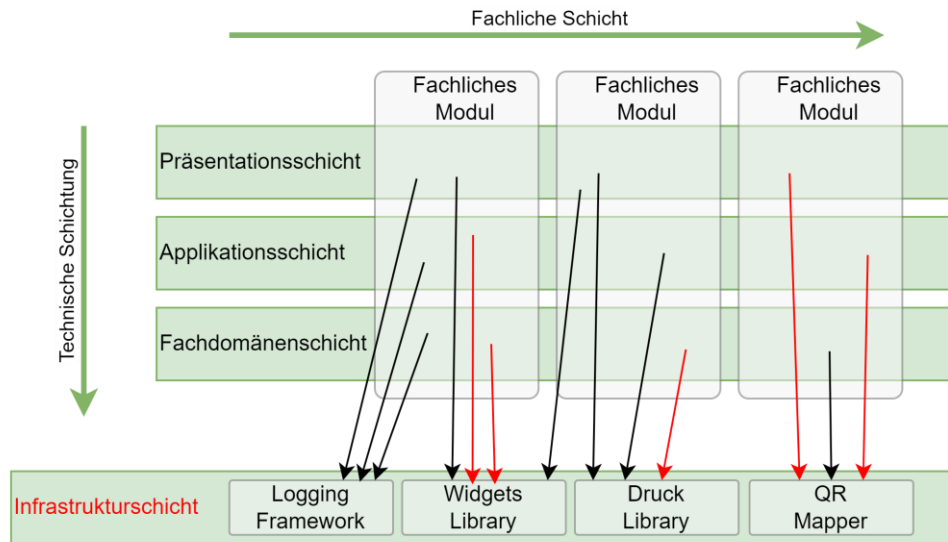 Fachliche Schicht
Fachliches
Modul
Fachliches
Modul
Fachliches
Modul
Technische Schichtung
Präsentationsschicht
Applikationsschicht
Fachdomänenschicht
Infrastrukturschicht
Logging
Framework
Widgets
Library
Druck
Library
QR
Mapper